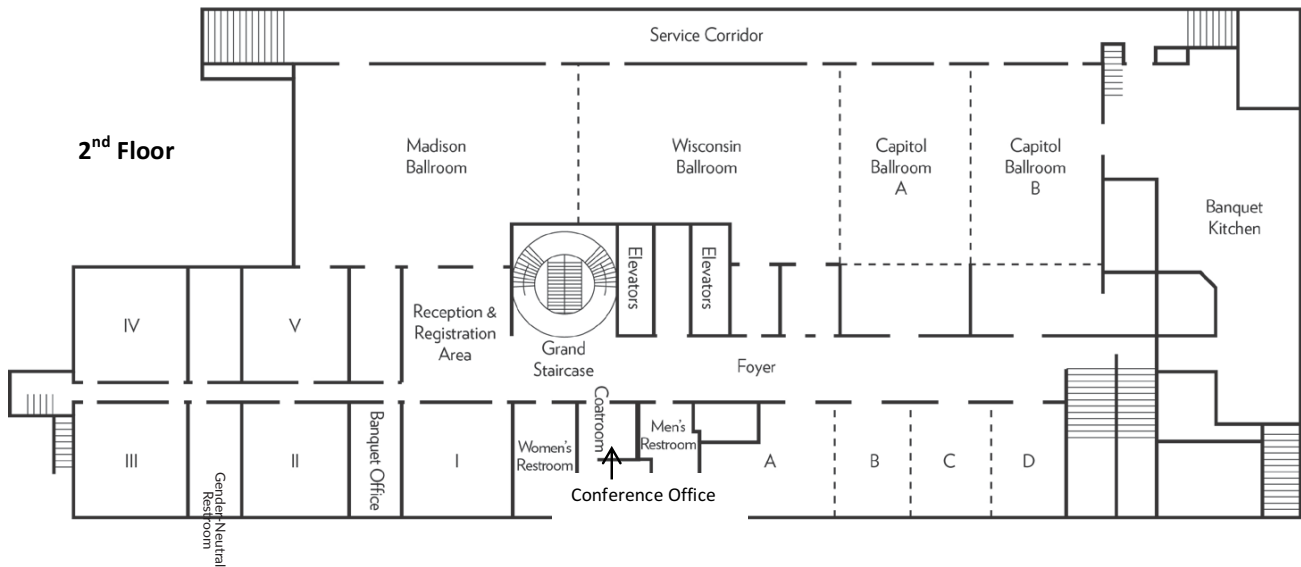 Service Corridor
2nd Floor
Madison
Ballroom
Wisconsin
Ballroom
Capitol
Ballroom
A
Capitol
Ballroom
B
Banquet
Kitchen
Elevators
Elevators
IV
V
Reception &
Registration
Area
Grand
Staircase
Foyer
III
Gender-Neutral
Restroom
II
Banquet Office
I
Women's
Restroom
Coatroom
Men's
Restroom
A
B
C
D
Conference Office